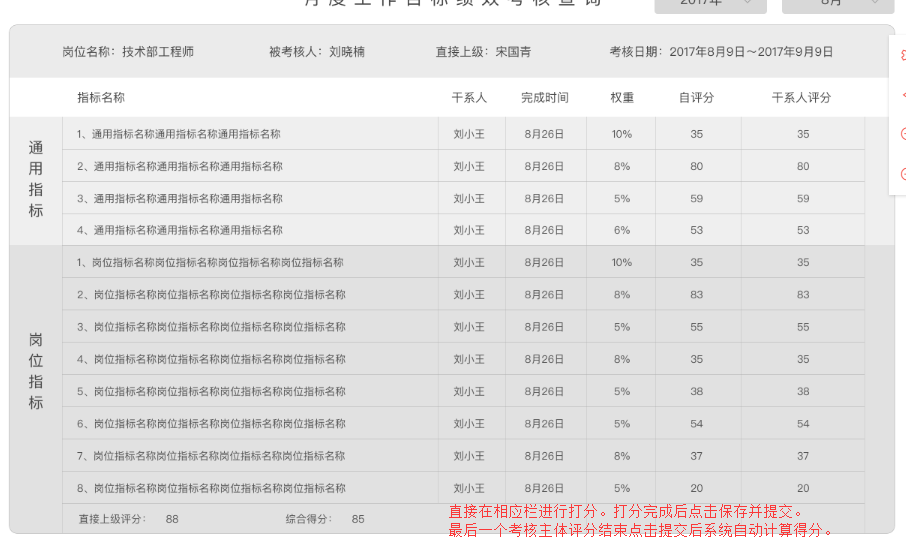 月度工作目标绩效考核查询
2017年 8月
岗位名称：技术部工程师 被考核人：刘晓楠 直接上级：宋国青 考核日期：2017年8月9日～2017年9月9日
指标名称 干系人 完成时间 权重 自评分 干系人评分
通用指标
1、通用指标名称通用指标名称通用指标名称 刘小王 8月26日 10% 35 35
2、通用指标名称通用指标名称通用指标名称 刘小王 8月26日 8% 80 80
3、通用指标名称通用指标名称通用指标名称 刘小王 8月26日 5% 59 59
4、通用指标名称通用指标名称通用指标名称 刘小王 8月26日 6% 53 53
岗位指标
1、岗位指标名称岗位指标名称岗位指标名称岗位指标名称 刘小王 8月26日 10% 35 35
2、岗位指标名称岗位指标名称岗位指标名称岗位指标名称 刘小王 8月26日 8% 83 83
3、岗位指标名称岗位指标名称岗位指标名称岗位指标名称 刘小王 8月26日 5% 55 55
4、岗位指标名称岗位指标名称岗位指标名称岗位指标名称 刘小王 8月26日 8% 35 35
5、岗位指标名称岗位指标名称岗位指标名称岗位指标名称 刘小王 8月26日 5% 38 38
6、岗位指标名称岗位指标名称岗位指标名称岗位指标名称 刘小王 8月26日 5% 54 54
7、岗位指标名称岗位指标名称岗位指标名称岗位指标名称 刘小王 8月26日 8% 37 37
8、岗位指标名称岗位指标名称岗位指标名称岗位指标名称 刘小王 8月26日 5% 20 20
直接上级评分： 88 综合得分： 85
直接在相应栏进行打分。打分完成后点击保存并提交。
最后一个考核主体评分结束点击提交后系统自动计算得分。